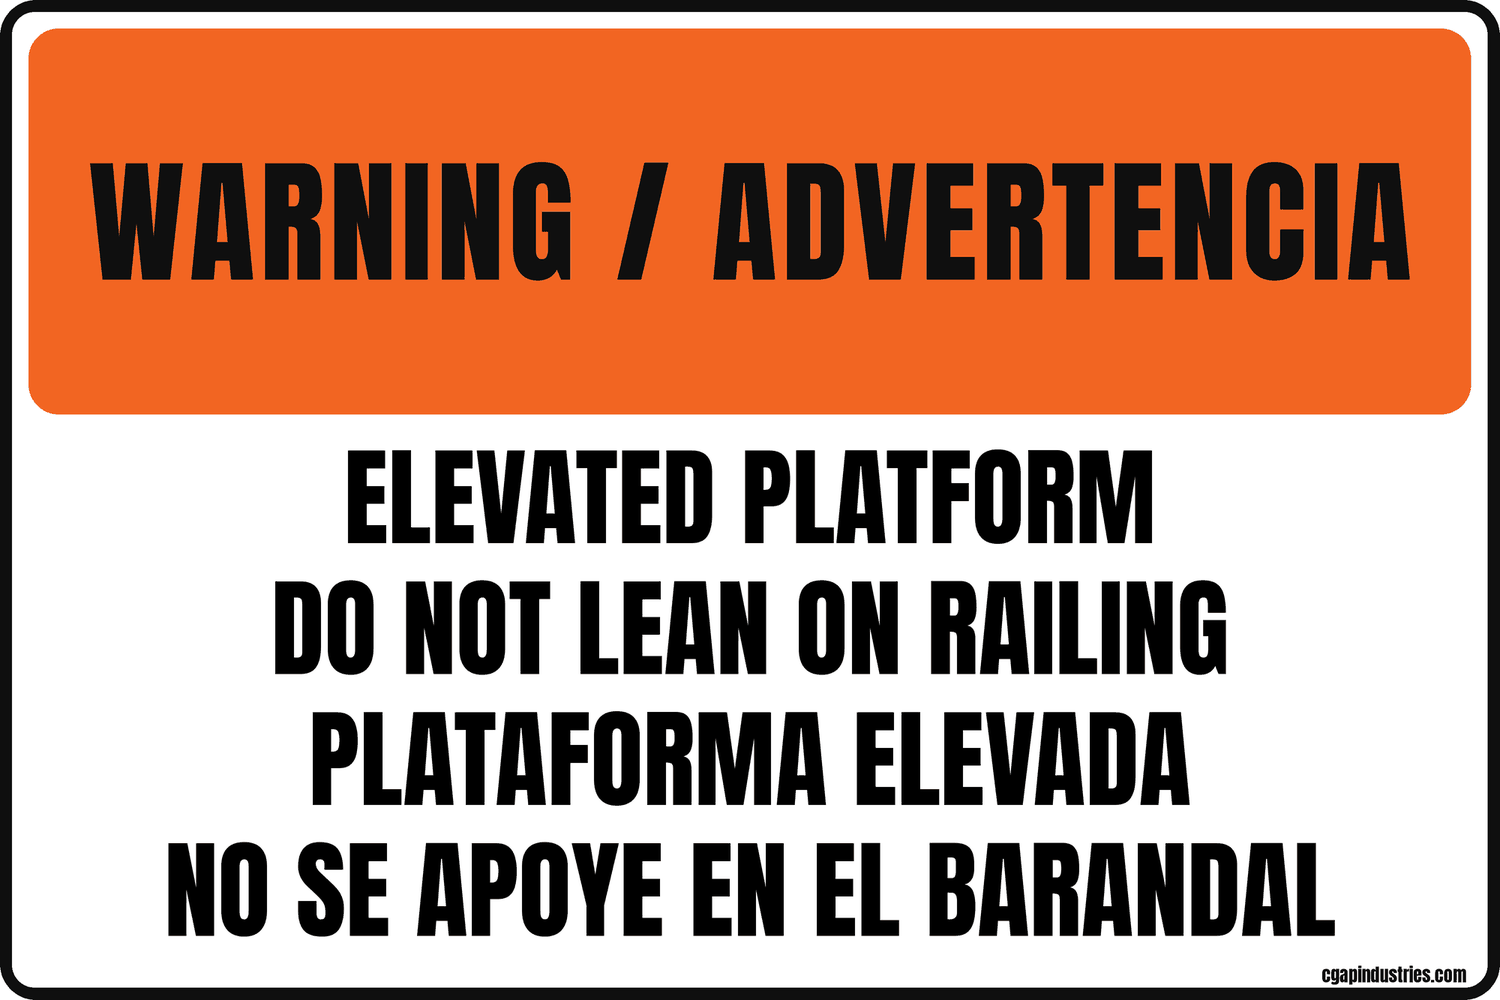 WARNING / ADVERTENCIA
ELEVATED PLATFORM
DO NOT LEAN ON RAILING
PLATAFORMA ELEVADA
NO SE APOYE EN EL BARANDAL
cgapindustries.com